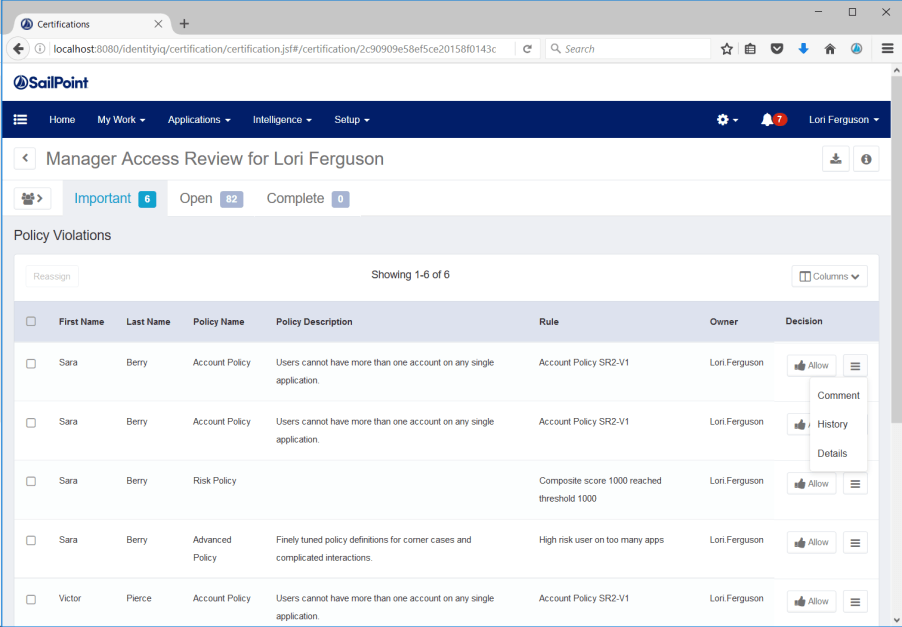 Certifications
localhost:8080/identityiq/certification/certification.jsf#/certification/2c90909e58ef5ce20158f0143c
Search
SailPoint
Home My Work Applications Intelligence Setup 7 Lori Ferguson
Manager Access Review for Lori Ferguson
Important 6 Open 82 Complete 0
Policy Violations
Reassign Showing 1-6 of 6 Columns
First Name Last Name Policy Name Policy Description Rule Owner Decision
Sara Berry Account Policy Users cannot have more than one account on any single Account Policy SR2-V1 Lori.Ferguson Allow
application.
Comment
Sara Berry Account Policy Users cannot have more than one account on any single Account Policy SR2-V1 Lori.Ferguson History
application.
Details
Sara Berry Risk Policy Composite score 1000 reached Lori.Ferguson Allow
threshold 1000
Sara Berry Advanced Finely tuned policy definitions for corner cases and High risk user on too many apps Lori.Ferguson Allow
Policy complicated interactions.
Victor Pierce Account Policy Users cannot have more than one account on any single Account Policy SR2-V1 Lori.Ferguson Allow
application.